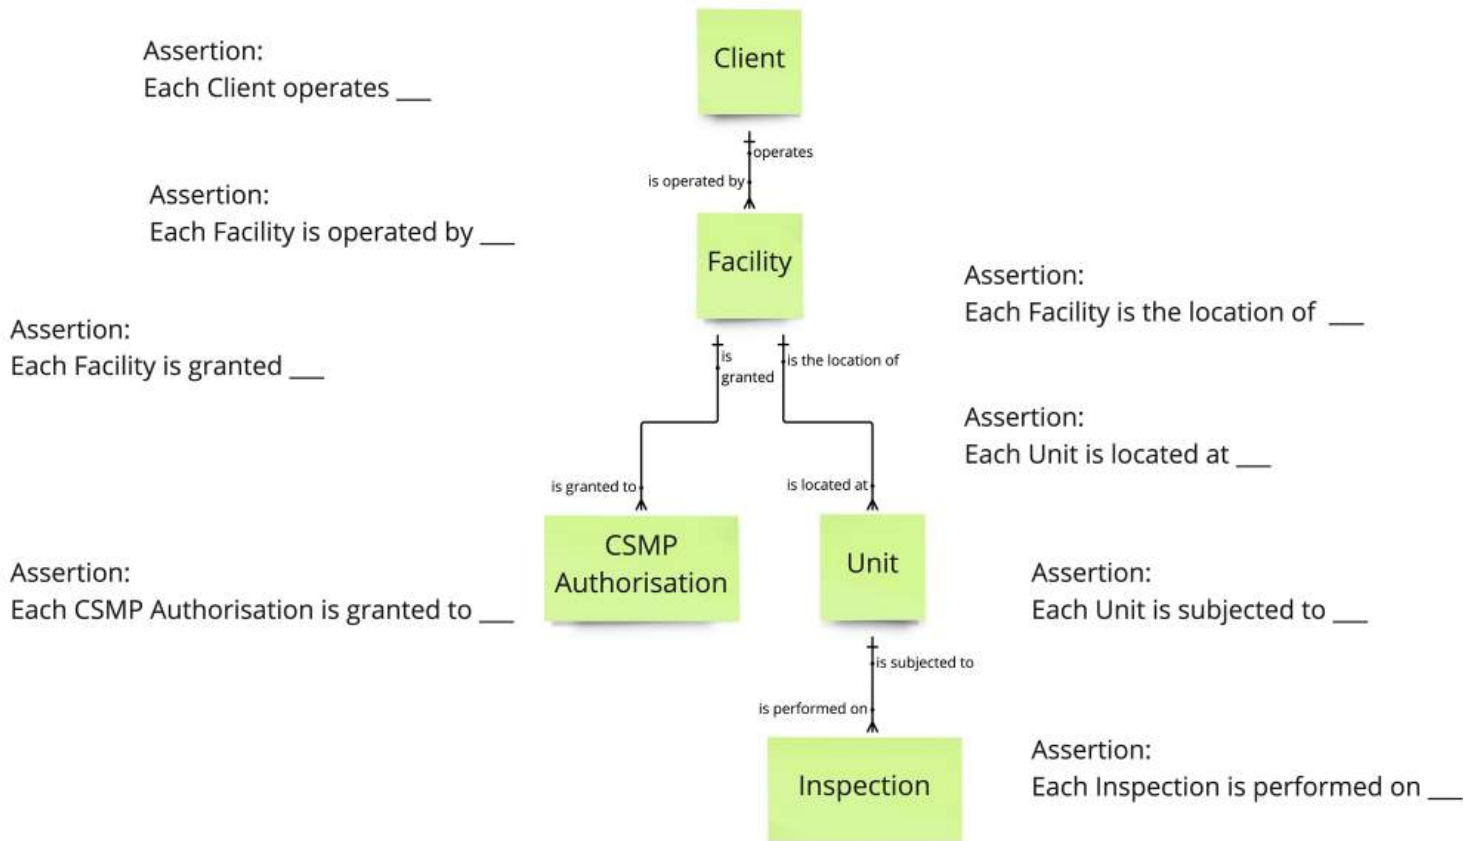 Client
Assertion:
Each Client operates ___
operates
is operated by
Assertion:
Each Facility is operated by ___
Facility
Assertion:
Each Facility is the location of ___
Assertion:
Each Facility is granted ___
is
granted
is the location of
Assertion:
Each Unit is located at ___
is granted to
is located at
CSMP
Authorisation
Unit
Assertion:
Each CSMP Authorisation is granted to ___
Assertion:
Each Unit is subjected to ___
is subjected to
is performed on
Inspection
Assertion:
Each Inspection is performed on ___